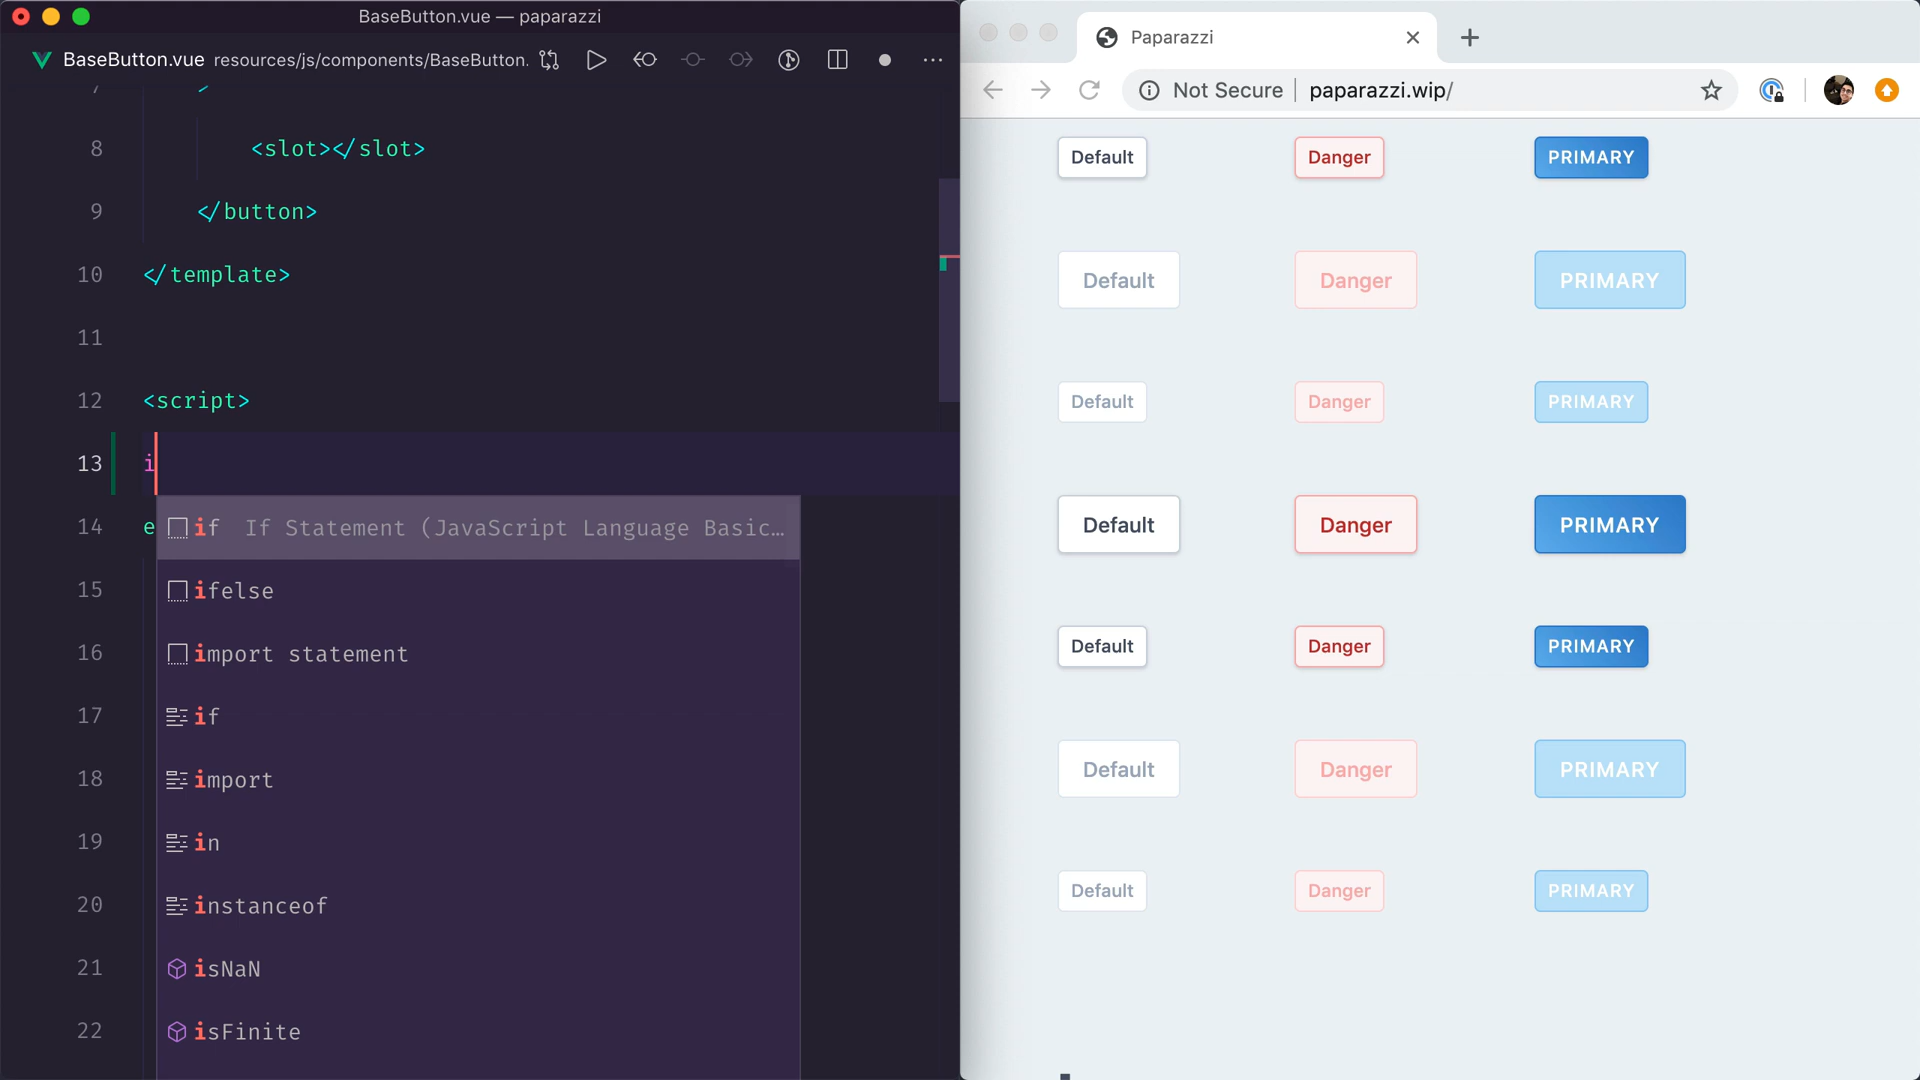 BaseButton.vue — paparazzi
BaseButton.vue resources/js/components/BaseButton.
7 >
8 <slot></slot>
9 </button>
10 </template>
11
12 <script>
13 i
14 e
if If Statement (JavaScript Language Basic…
15 ifelse
16 import statement
17 if
18 import
19 in
20 instanceof
21 isNaN
22 isFinite
Paparazzi
Not Secure paparazzi.wip/
Default Danger PRIMARY
Default Danger PRIMARY
Default Danger PRIMARY
Default Danger PRIMARY
Default Danger PRIMARY
Default Danger PRIMARY
Default Danger PRIMARY